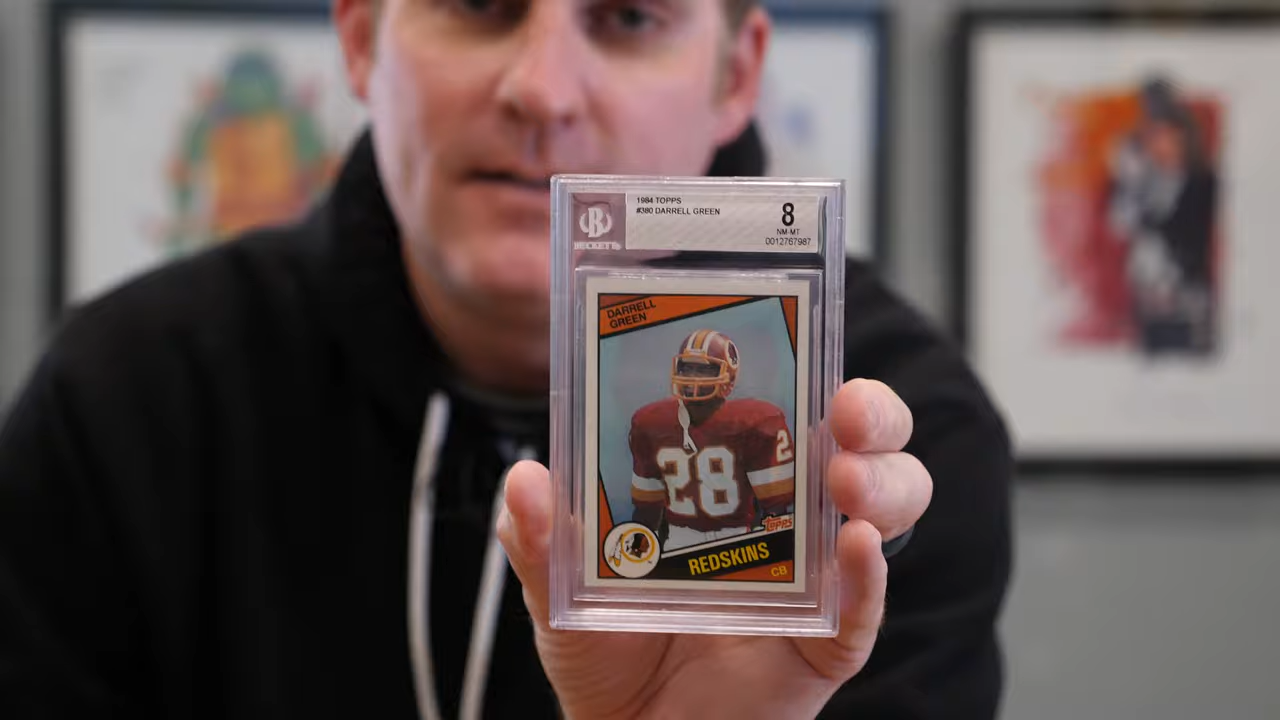 1984 TOPPS
#380 DARRELL GREEN
8
NM-MT
0012767987
BECKETT
DARRELL
GREEN
28
2
TOPPS
REDSKINS
CB